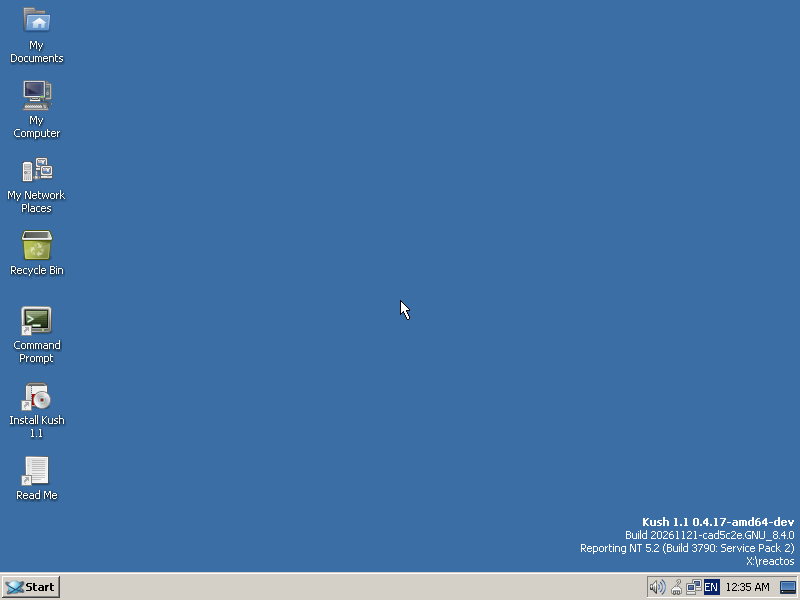 My
Documents
My
Computer
My Network
Places
Recycle Bin
Command
Prompt
Install Kush
1.1
Read Me
Kush 1.1 0.4.17-amd64-dev
Build 20261121-cad5c2e.GNU_8.4.0
Reporting NT 5.2 (Build 3790: Service Pack 2)
X:\reactos
Start
EN
12:35 AM